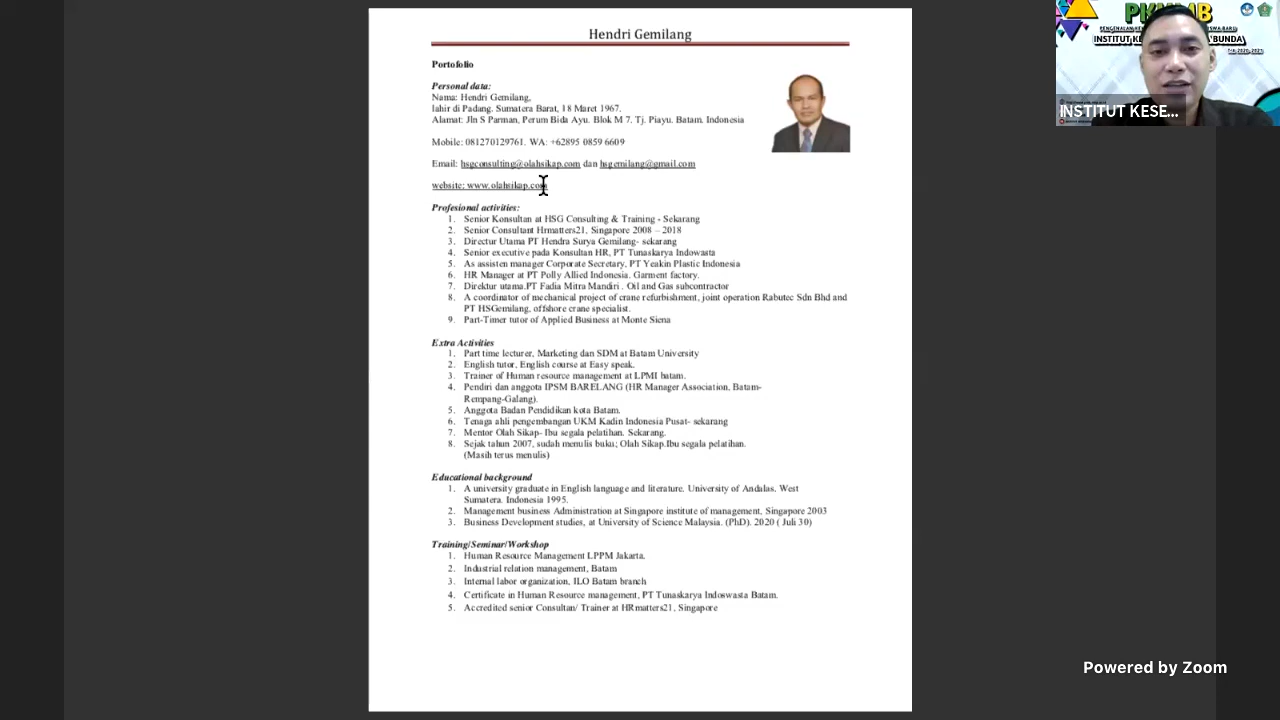 Hendri Gemilang
Portofolio
Personal data:
Nama: Hendri Gemilang,
lahir di Padang. Sumatera Barat, 18 Maret 1967.
Alamat: Jln S Parman, Perum Bida Ayu. Blok M 7. Tj. Piayu. Batam. Indonesia
Mobile: 081270129761. WA: +62895 0859 6609
Email: hsgconsulting@olahsikap.com dan hsgemilang@gmail.com
website: www.olahsikap.com
Profesional activities:
1. Senior Konsultan at HSG Consulting & Training - Sekarang
2. Senior Consultant Hrmatters21, Singapore 2008 – 2018
3. Directur Utama PT Hendra Surya Gemilang- sekarang
4. Senior executive pada Konsultan HR, PT Tunaskarya Indowasta
5. As assisten manager Corporate Secretary, PT Yeakin Plastic Indonesia
6. HR Manager at PT Polly Allied Indonesia. Garment factory.
7. Direktur utama.PT Fadia Mitra Mandiri . Oil and Gas subcontractor
8. A coordinator of mechanical project of crane refurbishment, joint operation Rabutec Sdn Bhd and
PT HSGemilang, offshore crane specialist.
9. Part-Timer tutor of Applied Business at Monte Siena
Extra Activities
1. Part time lecturer, Marketing dan SDM at Batam University
2. English tutor, English course at Easy speak.
3. Trainer of Human resource management at LPMI batam.
4. Pendiri dan anggota IPSM BARELANG (HR Manager Association, Batam-
Rempang-Galang).
5. Anggota Badan Pendidikan kota Batam.
6. Tenaga ahli pengembangan UKM Kadin Indonesia Pusat- sekarang
7. Mentor Olah Sikap- Ibu segala pelatihan. Sekarang.
8. Sejak tahun 2007, sudah menulis buku; Olah Sikap.Ibu segala pelatihan.
(Masih terus menulis)
Educational background
1. A university graduate in English language and literature. University of Andalas, West
Sumatera. Indonesia 1995.
2. Management business Administration at Singapore institute of management, Singapore 2003
3. Business Development studies, at University of Science Malaysia. (PhD). 2020 ( Juli 30)
Training/Seminar/Workshop
1. Human Resource Management LPPM Jakarta.
2. Industrial relation management, Batam
3. Internal labor organization, ILO Batam branch
4. Certificate in Human Resource management, PT Tunaskarya Indoswasta Batam.
5. Accredited senior Consultan/ Trainer at HRmatters21, Singapore
INSTITUT KESE...
Powered by Zoom